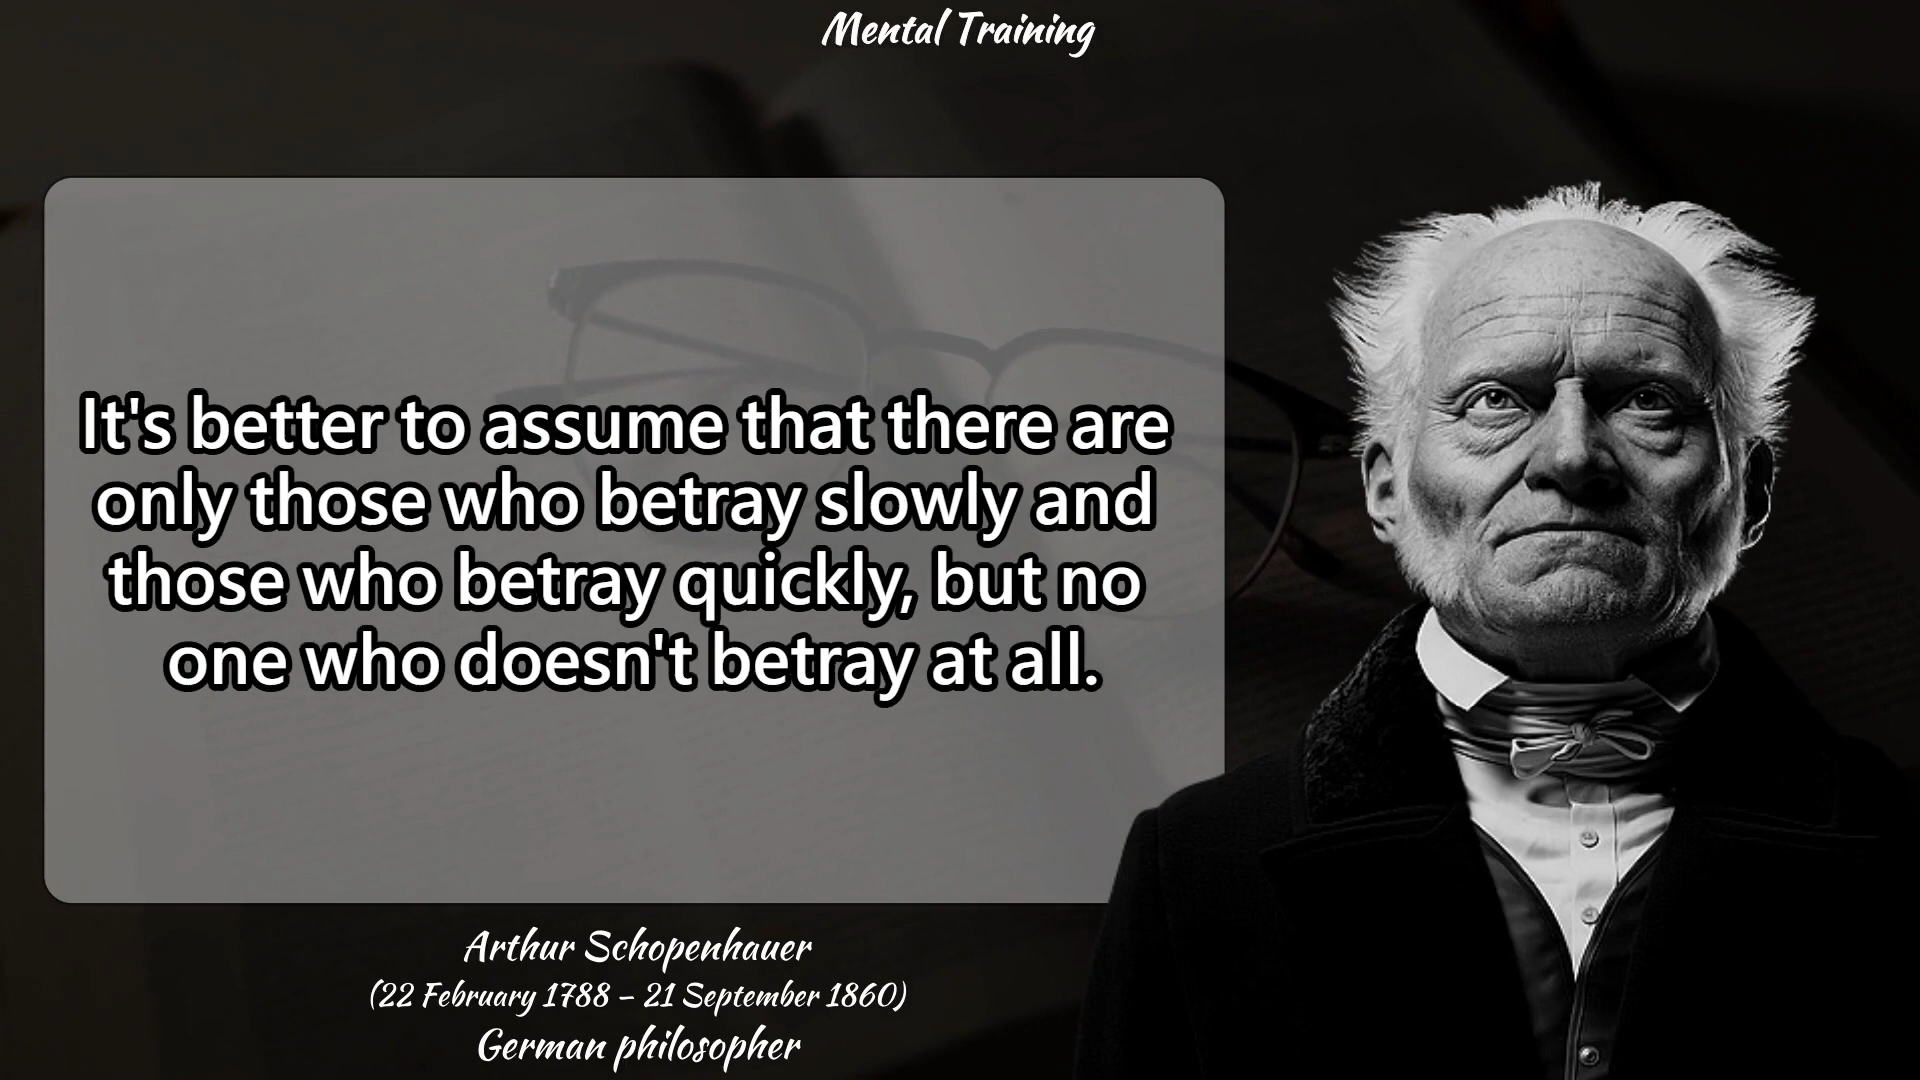 Mental Training
It's better to assume that there are
only those who betray slowly and
those who betray quickly, but no
one who doesn't betray at all.
Arthur Schopenhauer
(22 February 1788 – 21 September 1860)
German philosopher